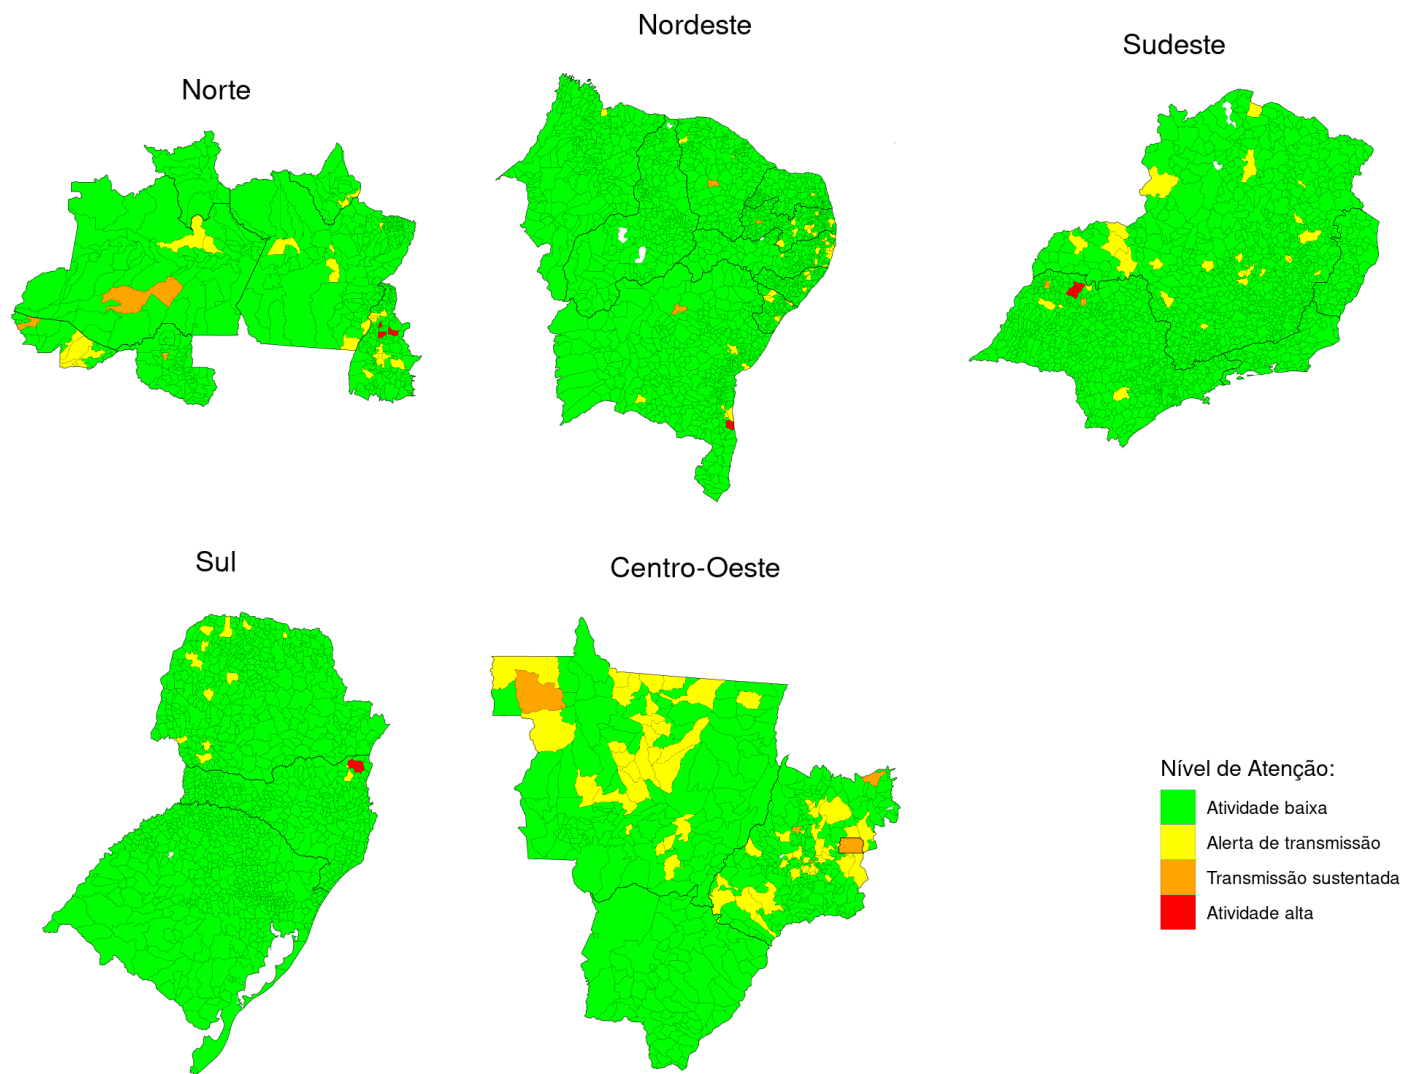 Norte
Nordeste
Sudeste
Sul
Centro-Oeste
Nível de Atenção:
Atividade baixa
Alerta de transmissão
Transmissão sustentada
Atividade alta